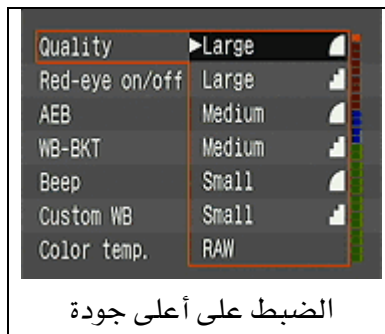 Quality ►Large
Red-eye on/off Large
AEB Medium
WB-BKT Medium
Beep Small
Custom WB Small
Color temp. RAW
الضبط على أعلى جودة